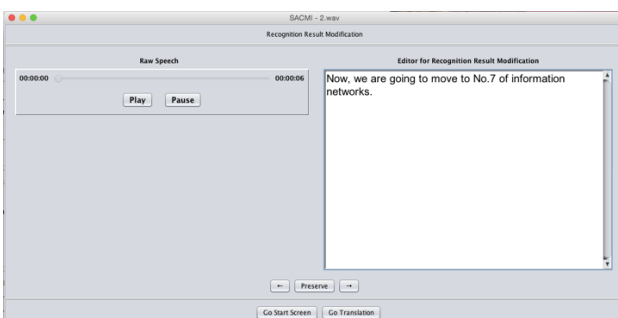 SACMI - 2.wav
Recognition Result Modification
Raw Speech
00:00:00 00:00:06
Play Pause
Editor for Recognition Result Modification
Now, we are going to move to No.7 of information
networks.
← Preserve →
Go Start Screen Go Translation